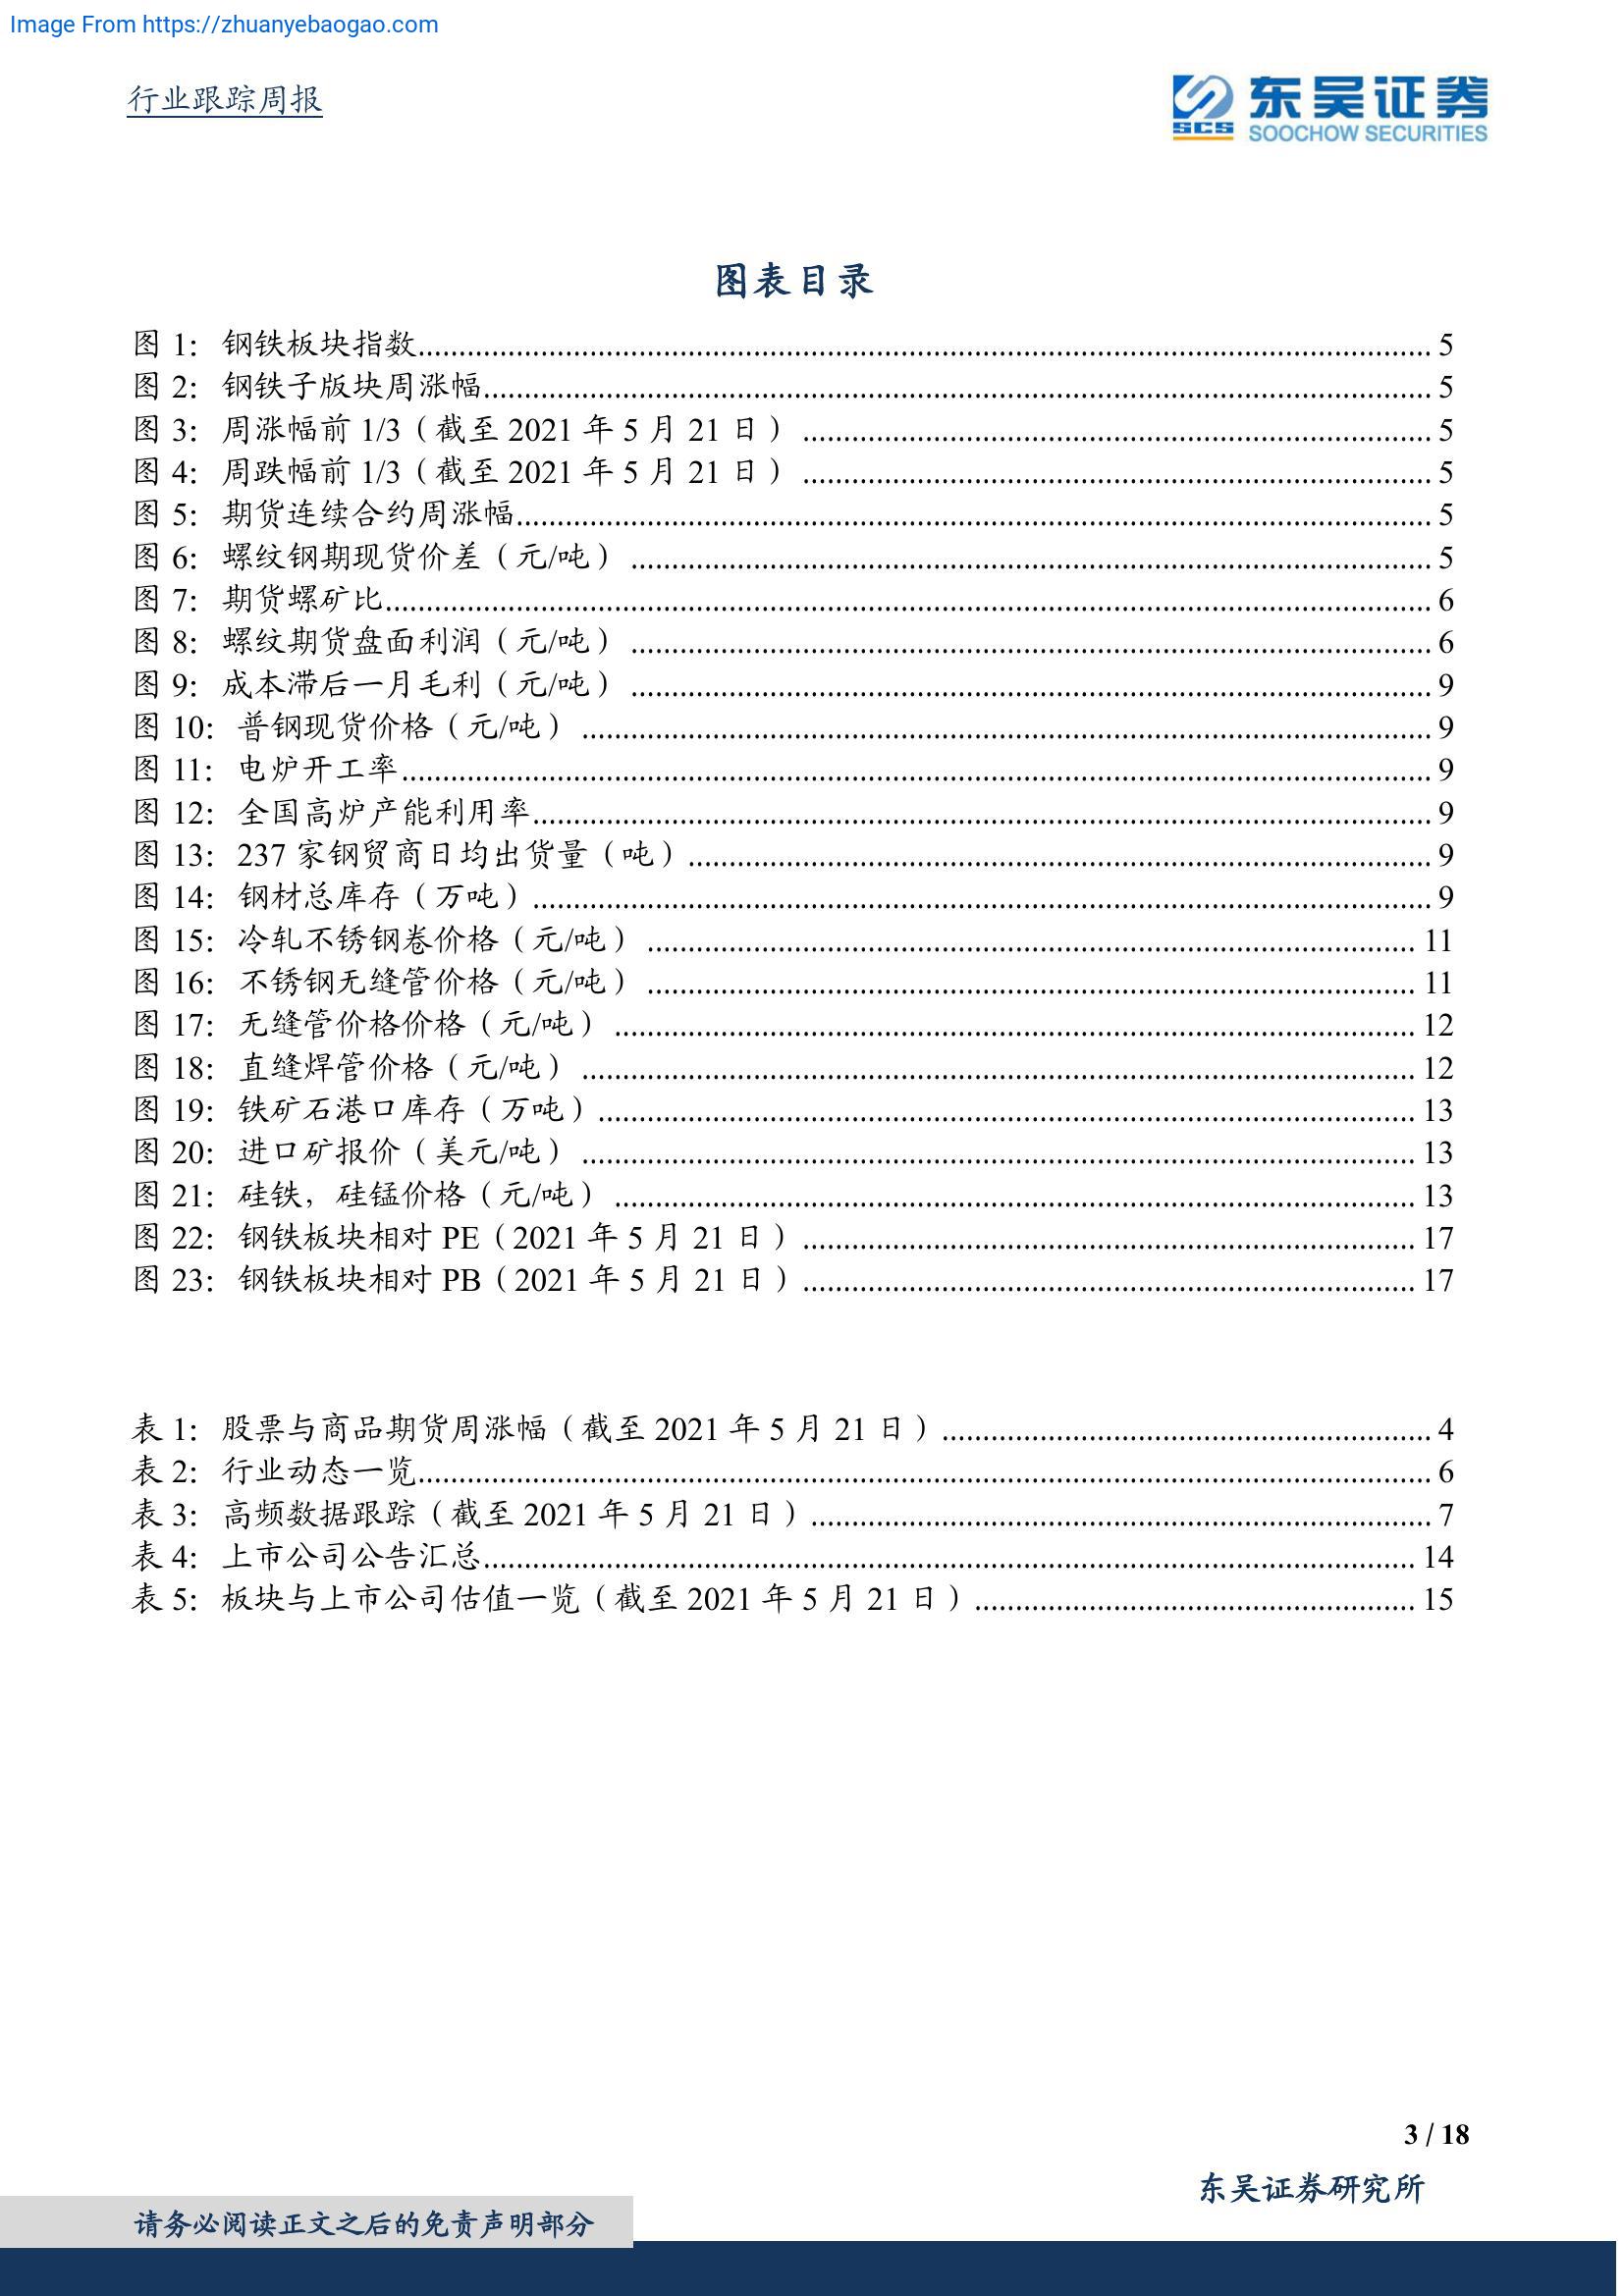 Image From https://zhuanyebaogao.com
行业跟踪周报
东吴证券
SCS
SOOCHOW SECURITIES
图表目录
图 1：钢铁板块指数 5
图 2：钢铁子版块周涨幅 5
图 3：周涨幅前 1/3（截至 2021 年 5 月 21 日） 5
图 4：周跌幅前 1/3（截至 2021 年 5 月 21 日） 5
图 5：期货连续合约周涨幅 5
图 6：螺纹钢期现货价差（元/吨） 5
图 7：期货螺矿比 6
图 8：螺纹期货盘面利润（元/吨） 6
图 9：成本滞后一月毛利（元/吨） 9
图 10：普钢现货价格（元/吨） 9
图 11：电炉开工率 9
图 12：全国高炉产能利用率 9
图 13：237 家钢贸商日均出货量（吨） 9
图 14：钢材总库存（万吨） 9
图 15：冷轧不锈钢卷价格（元/吨） 11
图 16：不锈钢无缝管价格（元/吨） 11
图 17：无缝管价格价格（元/吨） 12
图 18：直缝焊管价格（元/吨） 12
图 19：铁矿石港口库存（万吨） 13
图 20：进口矿报价（美元/吨） 13
图 21：硅铁，硅锰价格（元/吨） 13
图 22：钢铁板块相对 PE（2021 年 5 月 21 日） 17
图 23：钢铁板块相对 PB（2021 年 5 月 21 日） 17
表 1：股票与商品期货周涨幅（截至 2021 年 5 月 21 日） 4
表 2：行业动态一览 6
表 3：高频数据跟踪（截至 2021 年 5 月 21 日） 7
表 4：上市公司公告汇总 14
表 5：板块与上市公司估值一览（截至 2021 年 5 月 21 日） 15
3 / 18
东吴证券研究所
请务必阅读正文之后的免责声明部分